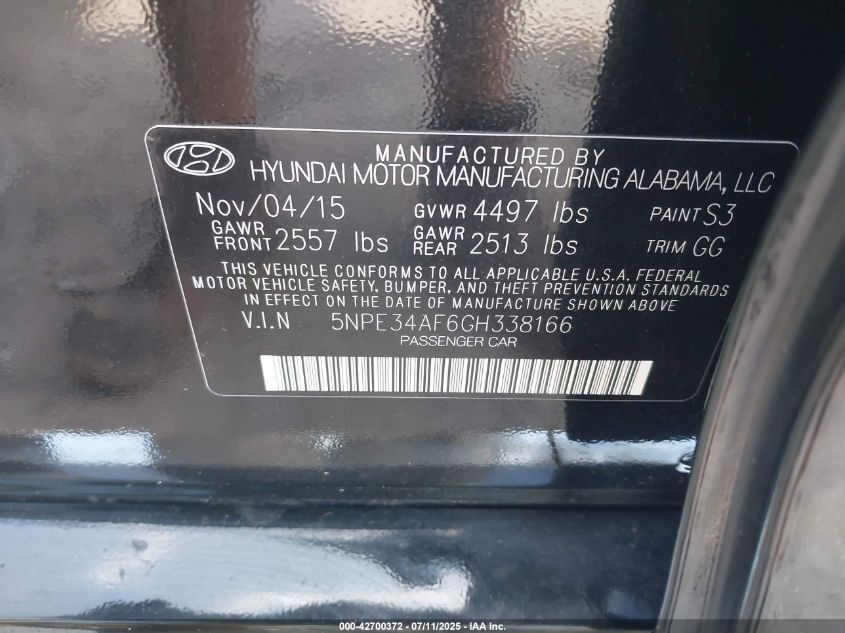 MANUFACTURED BY
HYUNDAI MOTOR MANUFACTURING ALABAMA, LLC
Nov/04/15 GVWR 4497 lbs PAINT S3
GAWR FRONT 2557 lbs GAWR REAR 2513 lbs TRIM GG
THIS VEHICLE CONFORMS TO ALL APPLICABLE U.S.A. FEDERAL
MOTOR VEHICLE SAFETY, BUMPER, AND THEFT PREVENTION STANDARDS
IN EFFECT ON THE DATE OF MANUFACTURE SHOWN ABOVE
V.I.N 5NPE34AF6GH338166
PASSENGER CAR
000-42700372 - 07/11/2025 - IAA Inc.